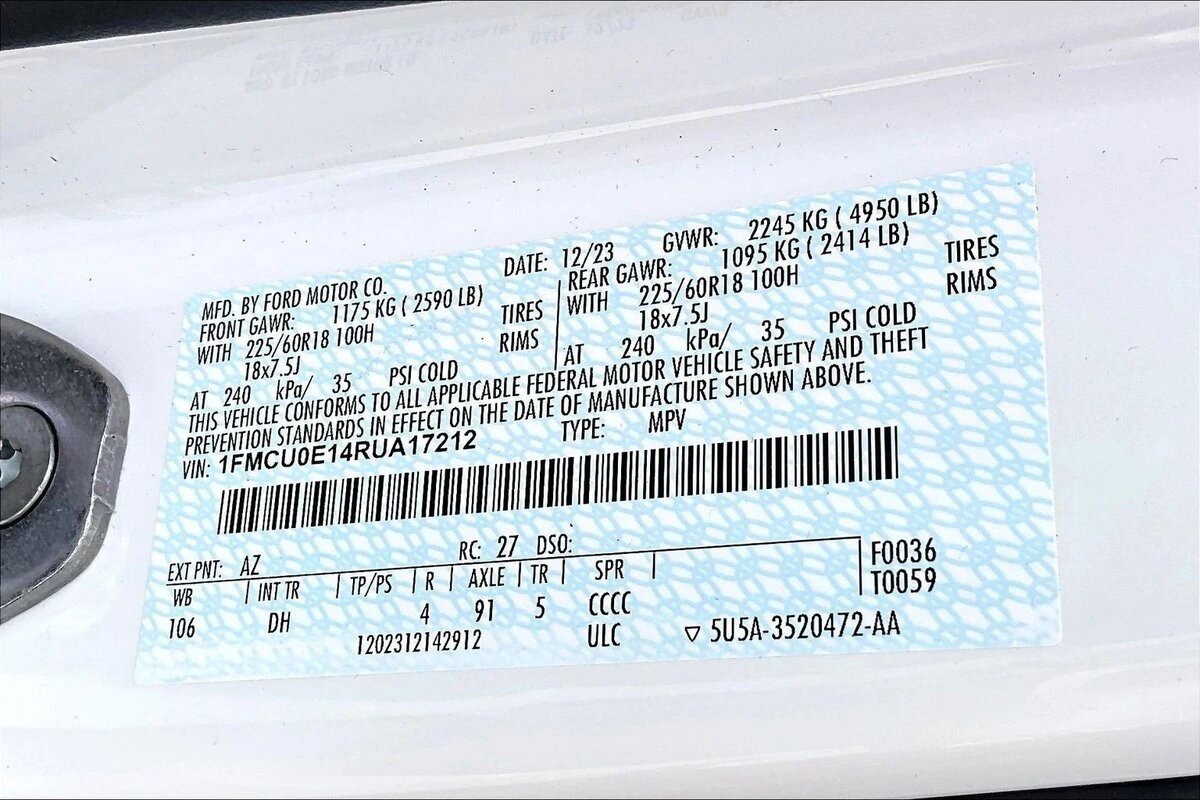 MFD. BY FORD MOTOR CO. DATE: 12/23 GVWR: 2245 KG ( 4950 LB)
FRONT GAWR: 1175 KG ( 2590 LB) REAR GAWR: 1095 KG ( 2414 LB)
WITH 225/60R18 100H TIRES WITH 225/60R18 100H TIRES
18x7.5J RIMS 18x7.5J RIMS
AT 240 kPa/ 35 PSI COLD AT 240 kPa/ 35 PSI COLD
THIS VEHICLE CONFORMS TO ALL APPLICABLE FEDERAL MOTOR VEHICLE SAFETY AND THEFT
PREVENTION STANDARDS IN EFFECT ON THE DATE OF MANUFACTURE SHOWN ABOVE.
VIN: 1FMCU0E14RUA17212 TYPE: MPV
EXT PNT: AZ RC: 27 DSO:
WB INT TR TP/PS R AXLE TR SPR F0036
106 DH 4 91 5 CCCC T0059
1202312142912 ULC ▽ 5U5A-3520472-AA